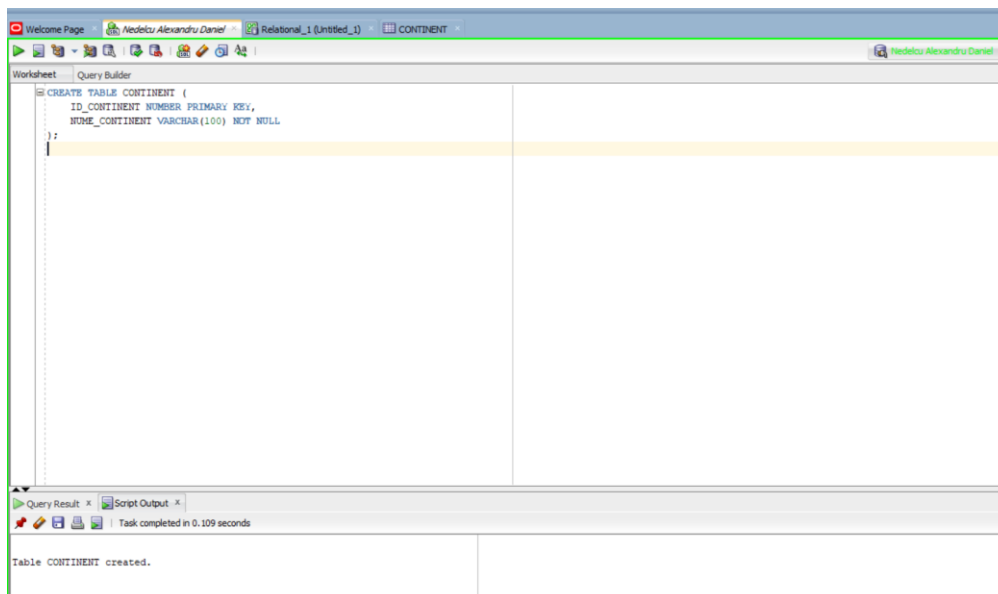 Welcome Page × Nedelcu Alexandru Daniel × Relational_1 (Untitled_1) × CONTINENT ×
Nedelcu Alexandru Daniel
Worksheet Query Builder
CREATE TABLE CONTINENT (
ID_CONTINENT NUMBER PRIMARY KEY,
NUME_CONTINENT VARCHAR(100) NOT NULL
);
Query Result × Script Output ×
Task completed in 0.109 seconds
Table CONTINENT created.